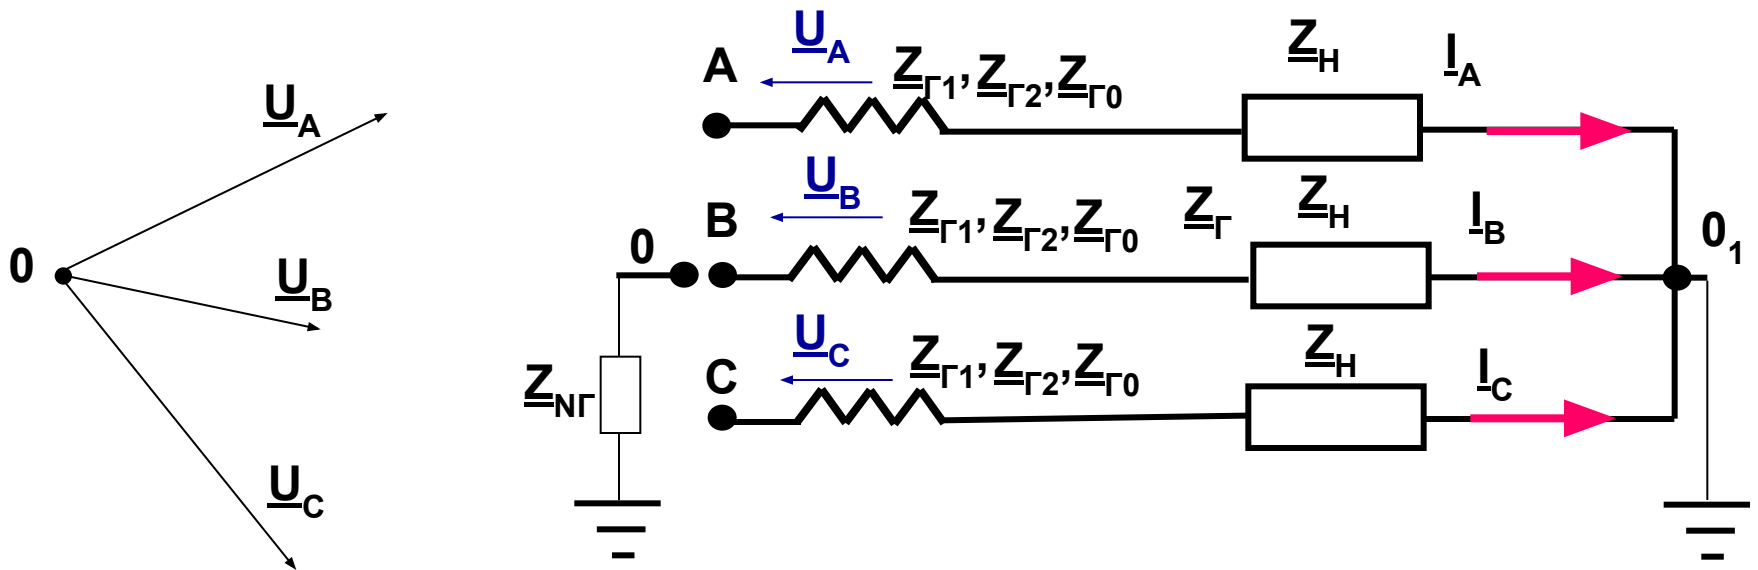 U_A
0
U_B
U_C
A
U_A
Z_Г1, Z_Г2, Z_Г0
Z_H
I_A
0
B
U_B
Z_Г1, Z_Г2, Z_Г0
Z_Г
Z_H
I_B
0_1
Z_NГ
C
U_C
Z_Г1, Z_Г2, Z_Г0
Z_H
I_C